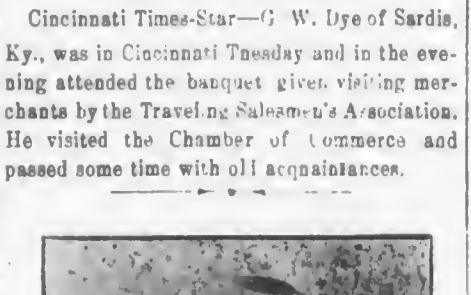 Cincinnati Times-Star—G. W. Dye of Sardis,
Ky., was in Cincinnati Tuesday and in the eve-
ning attended the banquet given visiting mer-
chants by the Traveling Salesmen's Association.
He visited the Chamber of Commerce and
passed some time with old acquaintances.